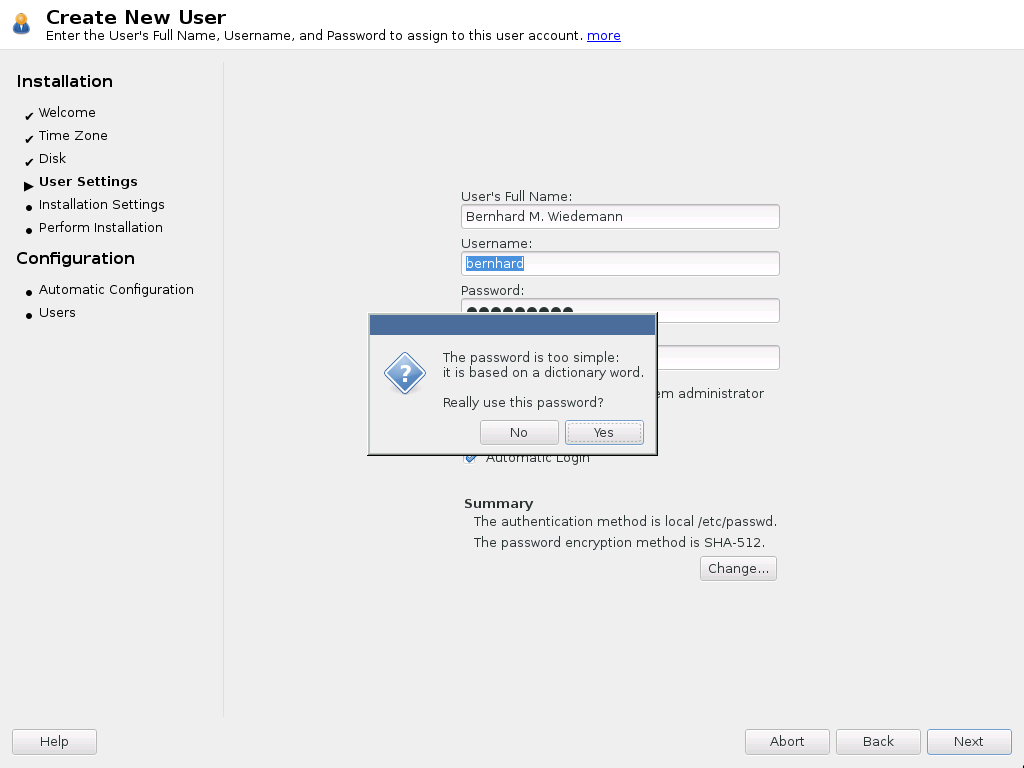 Create New User
Enter the User's Full Name, Username, and Password to assign to this user account. more
Installation
Welcome
Time Zone
Disk
User Settings
Installation Settings
Perform Installation
Configuration
Automatic Configuration
Users
User's Full Name:
Bernhard M. Wiedemann
Username:
bernhard
Password:
●●●●●●●●●
The password is too simple:
it is based on a dictionary word.
Really use this password?
No
Yes
administrator
Automatic Login
Summary
The authentication method is local /etc/passwd.
The password encryption method is SHA-512.
Change...
Help
Abort
Back
Next